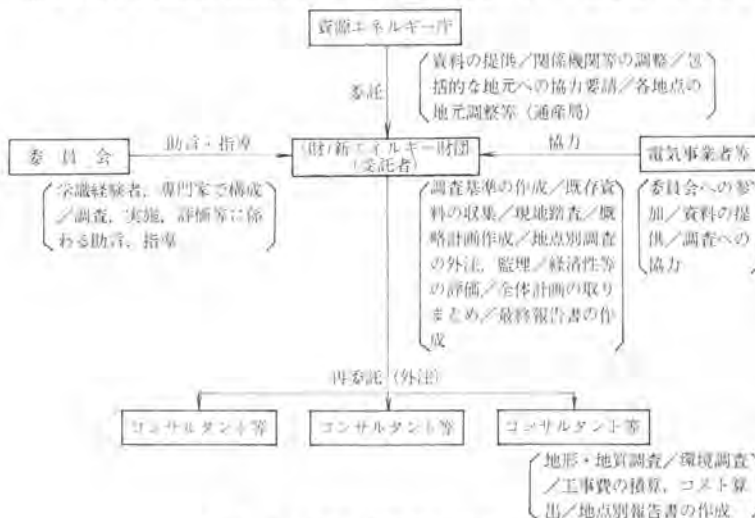 資源エネルギー庁
委託
資料の提供／関係機関等の調整／包
括的な地元への協力要請／各地点の
地元調整等(通産局)
委員会
助言・指導
(財)新エネルギー財団
(受託者)
協力
電気事業者等
学識経験者，専門家で構成
／調査，実施，評価等に係
わる助言，指導
調査基準の作成／既存資
料の収集／現地踏査／概
略計画作成／地点別調査
の外注，監理／経済性等
の評価／全体計画の取り
まとめ／最終報告書の作
成
委員会への参
加／資料の提
供／調査への
協力
再委託(外注)
コンサルタント等
コンサルタント等
コンサルタント等
地形・地質調査／環境調査
／工事費の積算，コスト算
出／地点別報告書の作成